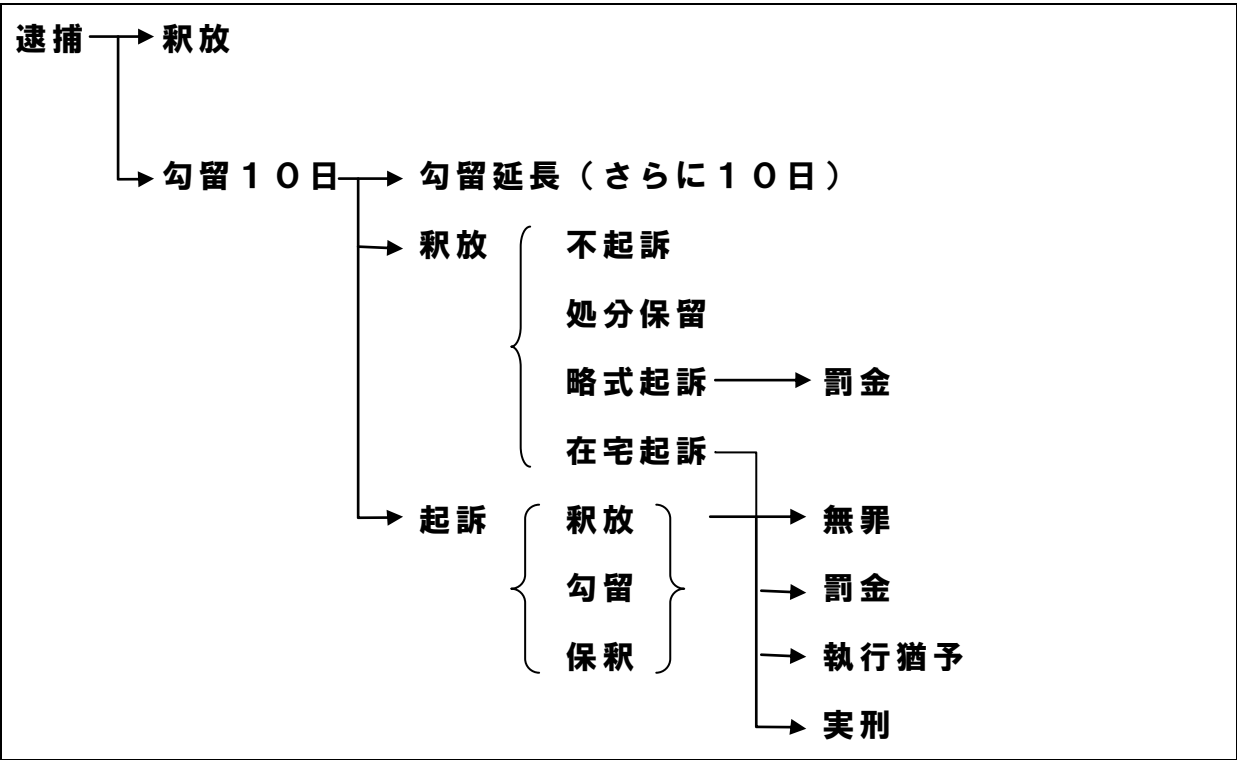 逮捕 釈放
勾留１０日 勾留延長（さらに１０日）
釈放 不起訴
処分保留
略式起訴 罰金
在宅起訴
起訴 釈放 無罪
勾留 罰金
保釈 執行猶予
実刑